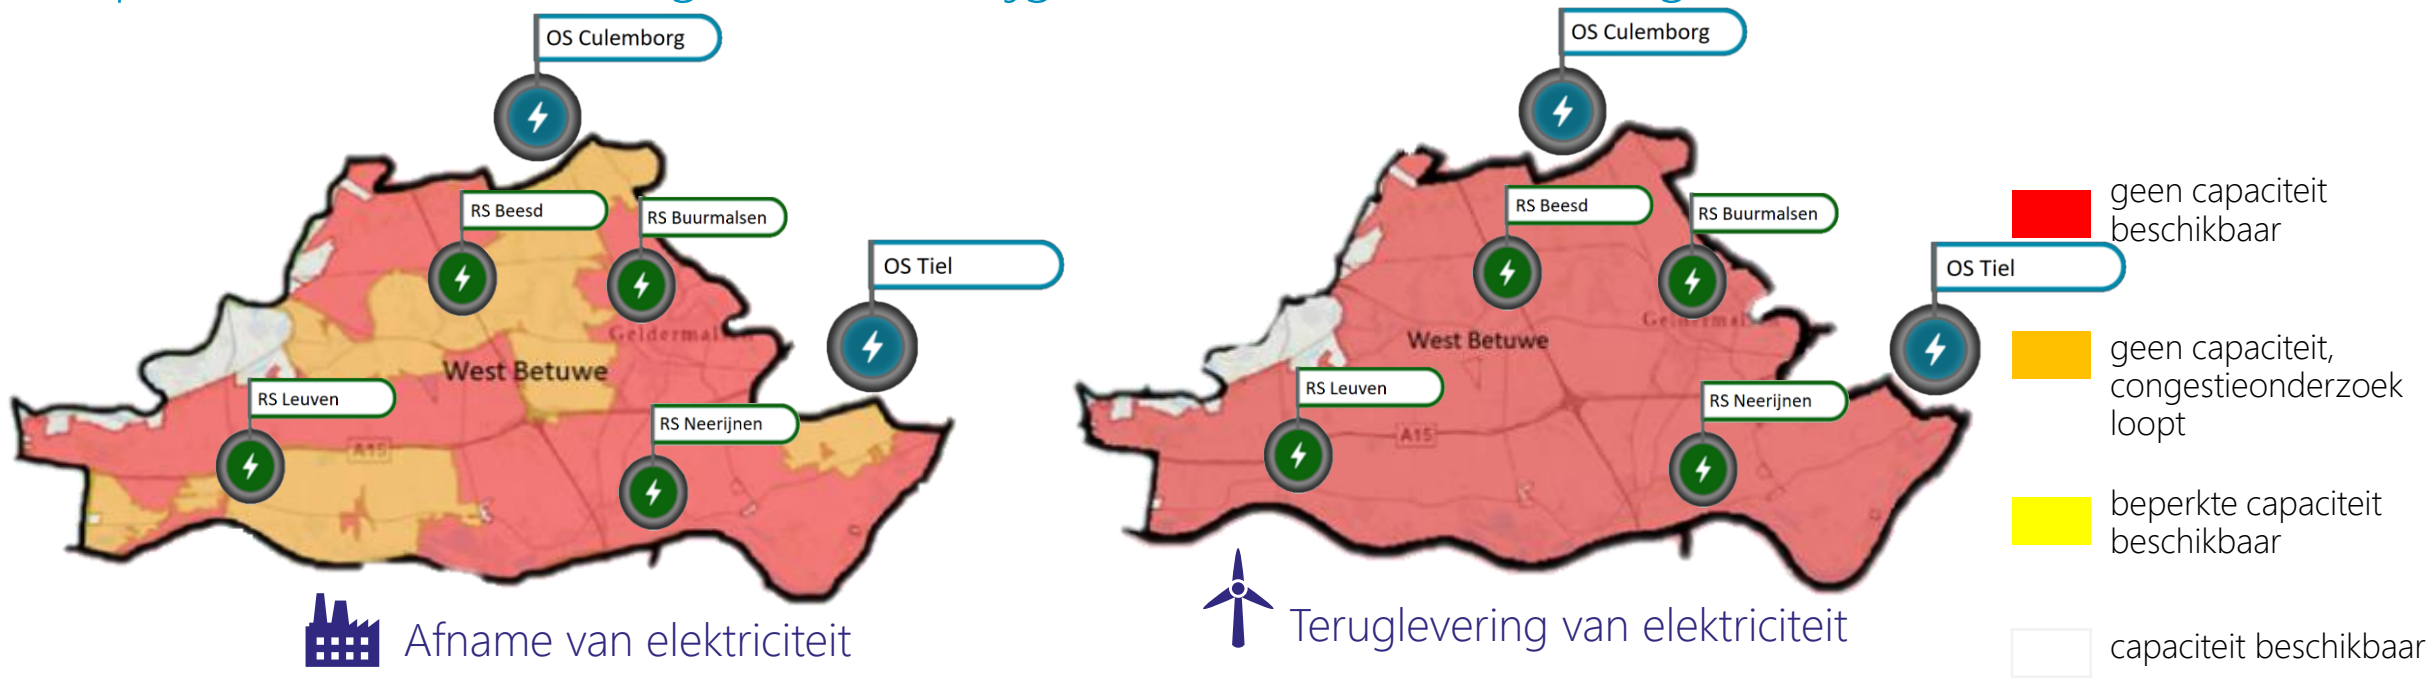 OS Culemborg
RS Beesd
RS Buurmalsen
OS Tiel
West Betuwe
RS Leuven
RS Neerijnen
A15
Afname van elektriciteit
OS Culemborg
RS Beesd
RS Buurmalsen
OS Tiel
West Betuwe
RS Leuven
RS Neerijnen
A15
Teruglevering van elektriciteit
geen capaciteit
beschikbaar
geen capaciteit,
congestieonderzoek
loopt
beperkte capaciteit
beschikbaar
capaciteit beschikbaar